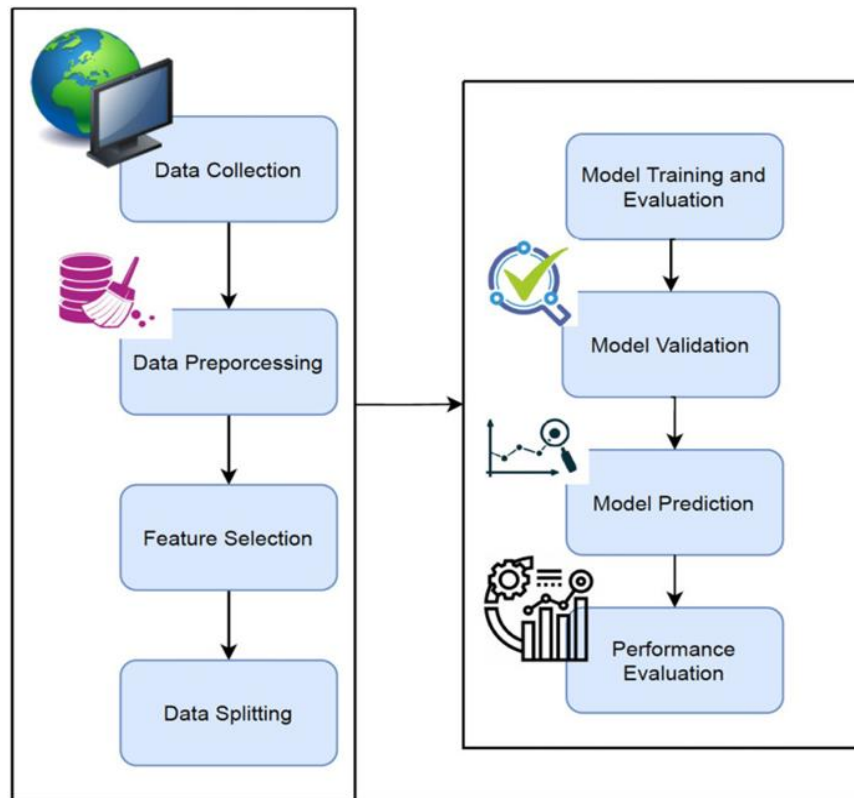 Data Collection
Data Preporcessing
Feature Selection
Data Splitting
Model Training and
Evaluation
Model Validation
Model Prediction
Performance
Evaluation